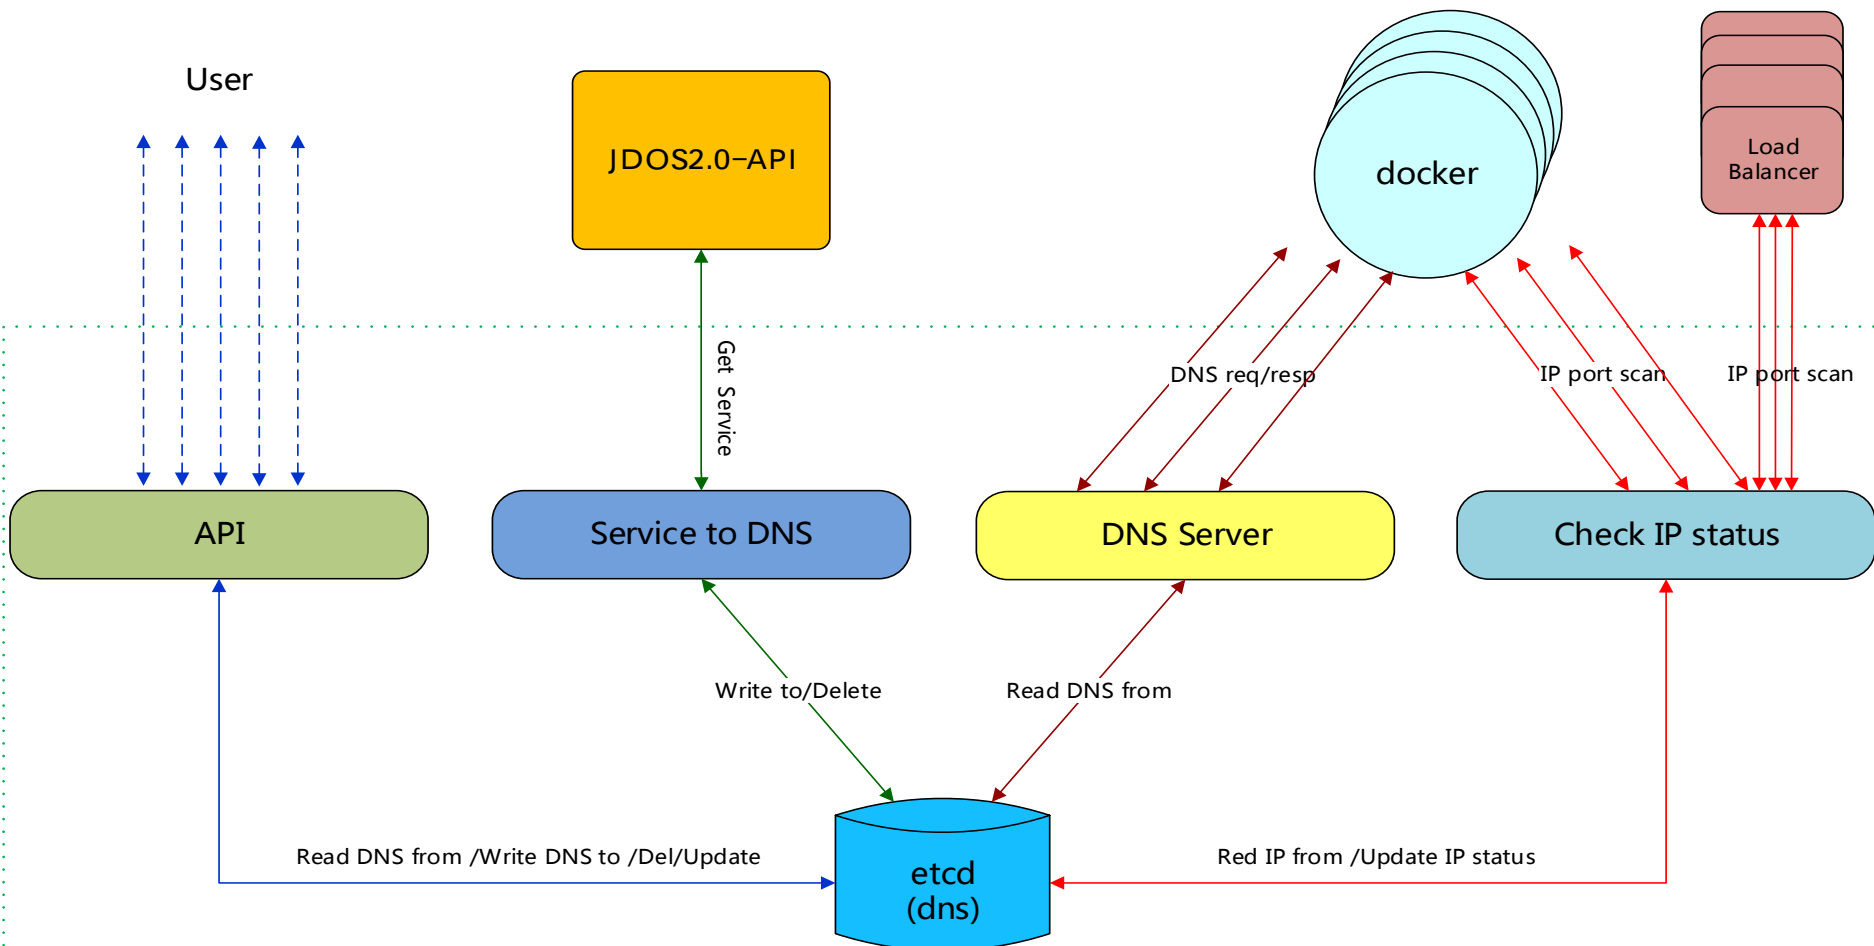 User
JDOS2.0-API
docker
Load
Balancer
Get Service
DNS req/resp
IP port scan
IP port scan
API
Service to DNS
DNS Server
Check IP status
Write to/Delete
Read DNS from
Read DNS from /Write DNS to /Del/Update
Red IP from /Update IP status
etcd
(dns)